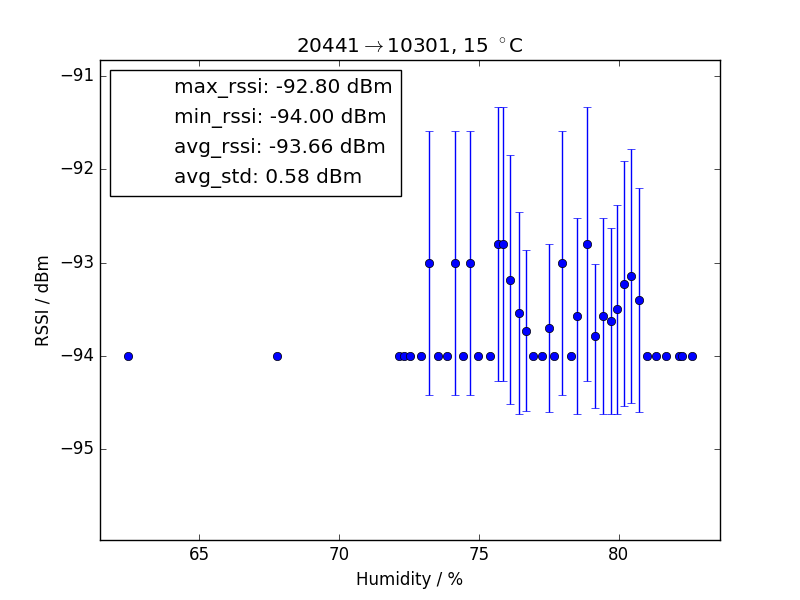 20441→10301, 15 °C
max_rssi: -92.80 dBm
min_rssi: -94.00 dBm
avg_rssi: -93.66 dBm
avg_std: 0.58 dBm
−91
−92
−93
−94
−95
RSSI / dBm
65 70 75 80
Humidity / %